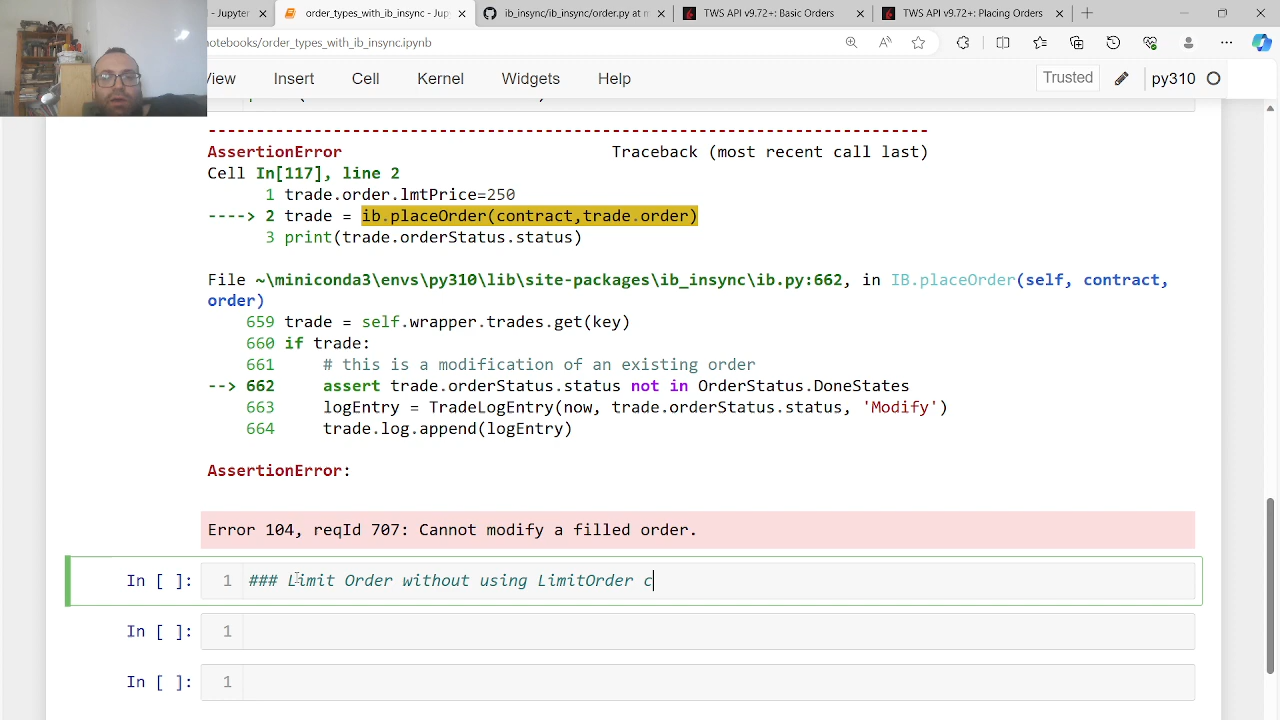 - Jupyter
order_types_with_ib_insync - Jup
ib_insync/ib_insync/order.py at m
TWS API v9.72+: Basic Orders
TWS API v9.72+: Placing Orders
notebooks/order_types_with_ib_insync.ipynb
View Insert Cell Kernel Widgets Help
Trusted py310
---------------------------------------------------------------------------
AssertionError Traceback (most recent call last)
Cell In[117], line 2
1 trade.order.lmtPrice=250
----> 2 trade = ib.placeOrder(contract,trade.order)
3 print(trade.orderStatus.status)
File ~\miniconda3\envs\py310\lib\site-packages\ib_insync\ib.py:662, in IB.placeOrder(self, contract,
order)
659 trade = self.wrapper.trades.get(key)
660 if trade:
661 # this is a modification of an existing order
--> 662 assert trade.orderStatus.status not in OrderStatus.DoneStates
663 logEntry = TradeLogEntry(now, trade.orderStatus.status, 'Modify')
664 trade.log.append(logEntry)
AssertionError:
Error 104, reqId 707: Cannot modify a filled order.
In [ ]: 1 ### Limit Order without using LimitOrder c
In [ ]: 1
In [ ]: 1